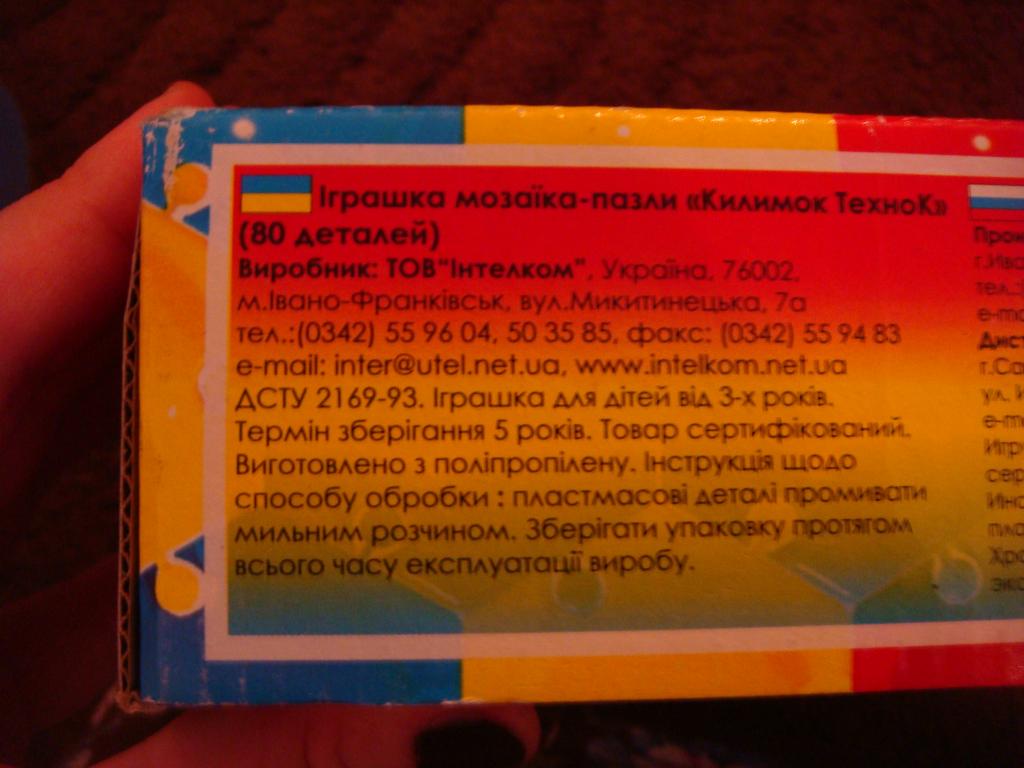 Іграшка мозаїка-пазли «Килимок ТехноК»
(80 деталей)
Виробник: ТОВ"Інтелком", Україна, 76002,
м.Івано-Франківськ, вул.Микитинецька, 7а
тел.:(0342) 55 96 04, 50 35 85, факс: (0342) 55 94 83
e-mail: inter@utel.net.ua, www.intelkom.net.ua
ДСТУ 2169-93. Іграшка для дітей від 3-х років.
Термін зберігання 5 років. Товар сертифікований.
Виготовлено з поліпропілену. Інструкція щодо
способу обробки : пластмасові деталі промивати
мильним розчином. Зберігати упаковку протягом
всього часу експлуатації виробу.